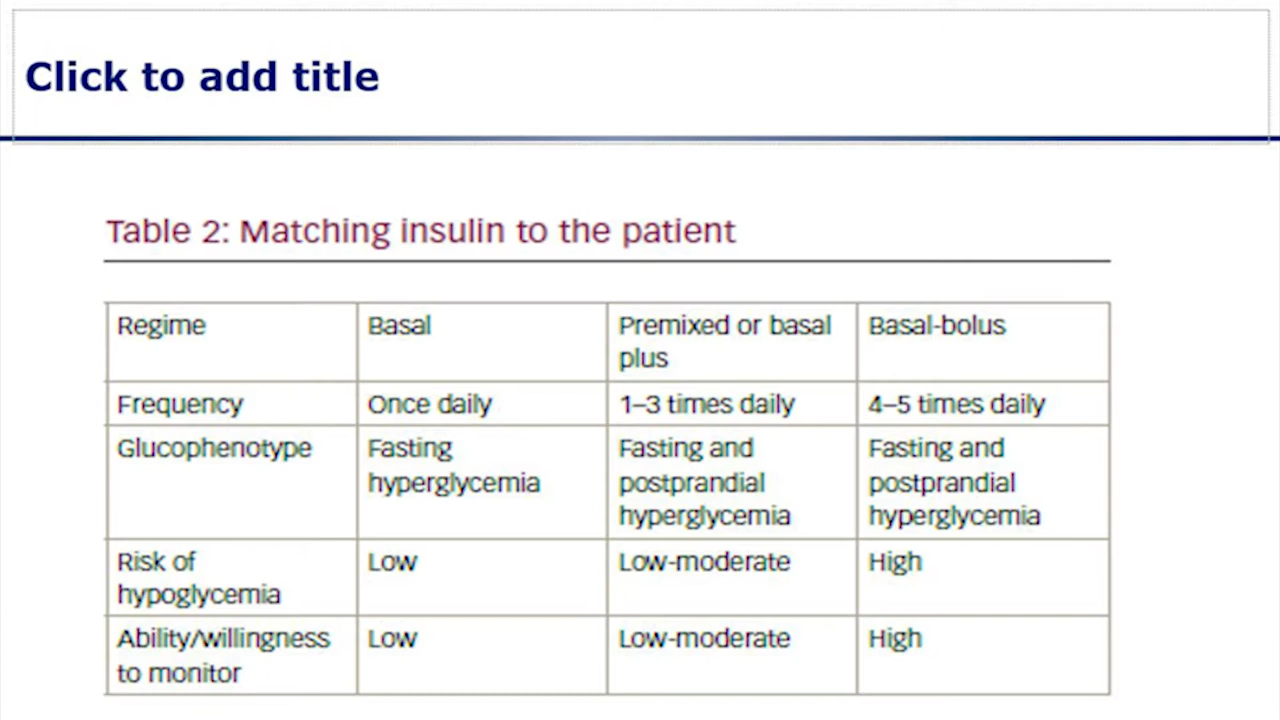 Click to add title
Table 2: Matching insulin to the patient
Regime Basal Premixed or basal plus Basal-bolus
Frequency Once daily 1–3 times daily 4–5 times daily
Glucophenotype Fasting hyperglycemia Fasting and postprandial hyperglycemia Fasting and postprandial hyperglycemia
Risk of hypoglycemia Low Low-moderate High
Ability/willingness to monitor Low Low-moderate High